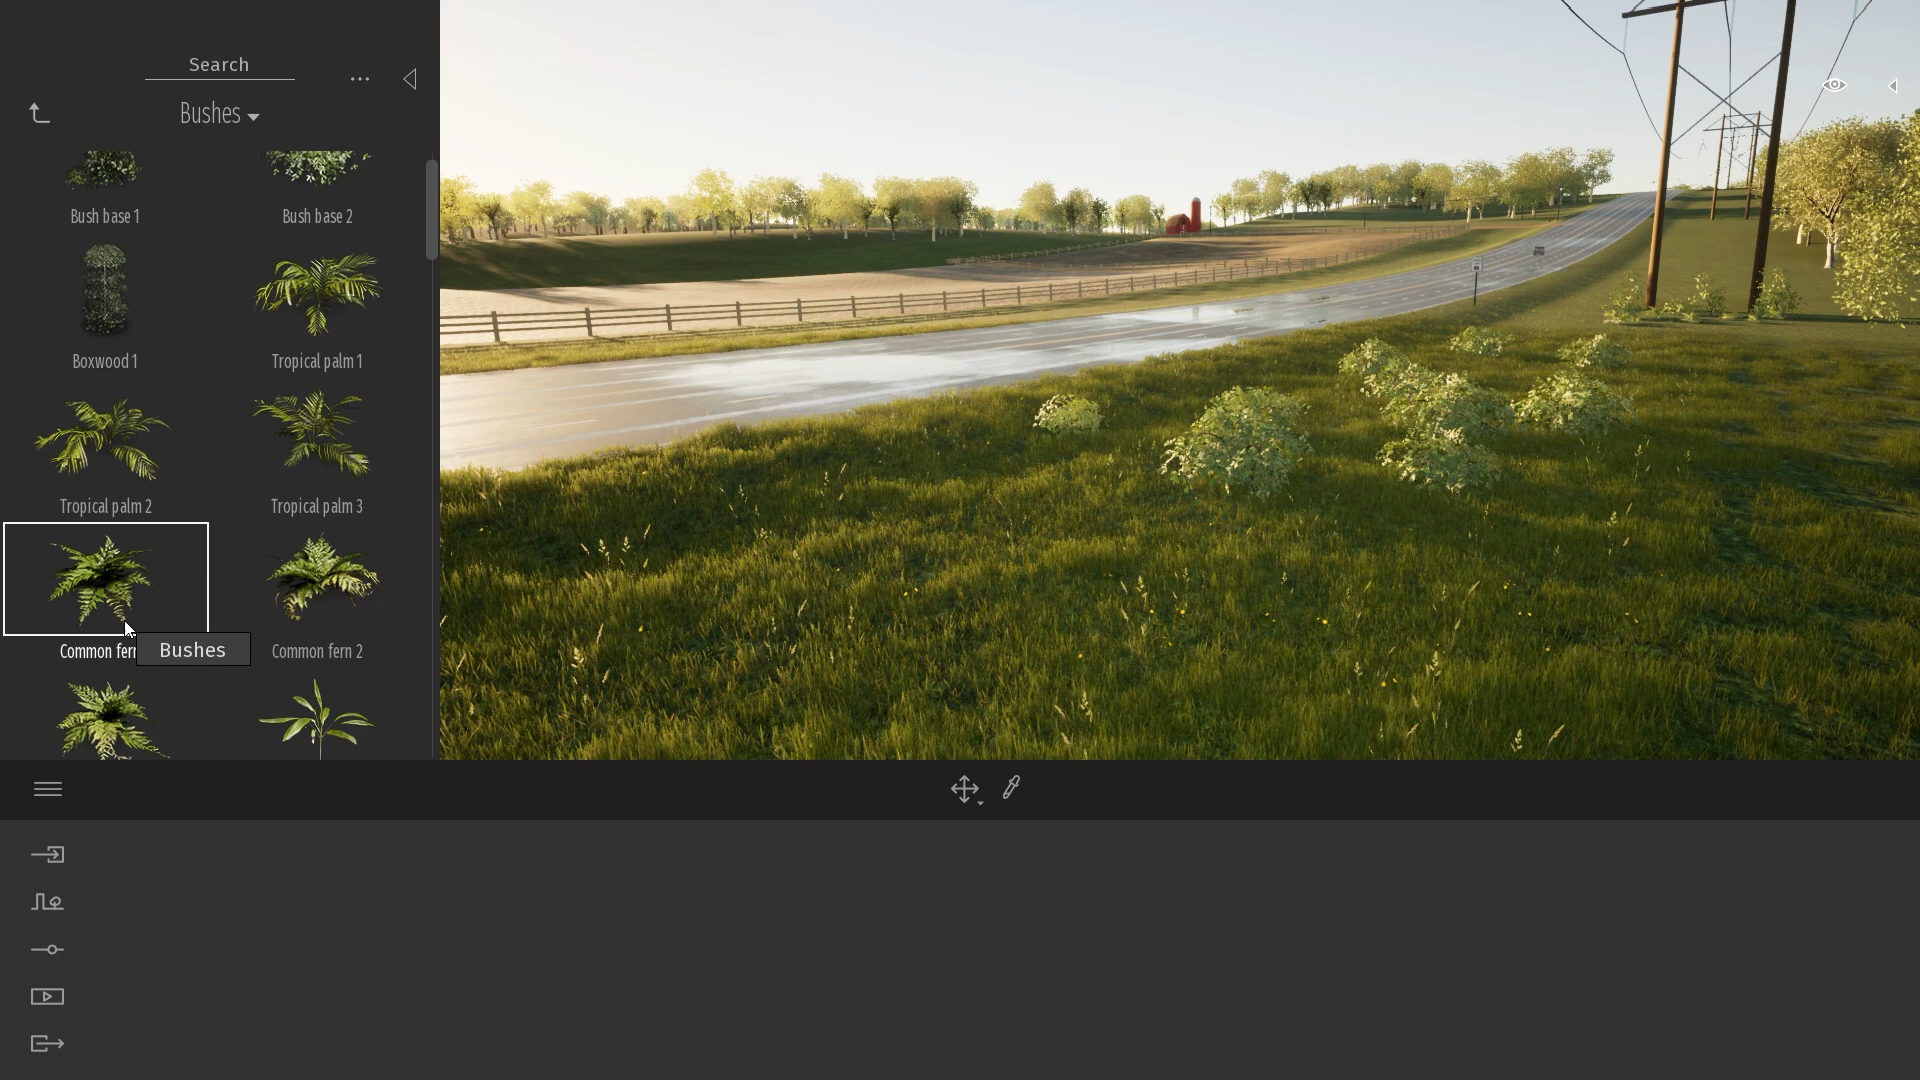 Search
...
Bushes
Bush base 1
Bush base 2
Boxwood 1
Tropical palm 1
Tropical palm 2
Tropical palm 3
Common fern
Bushes
Common fern 2